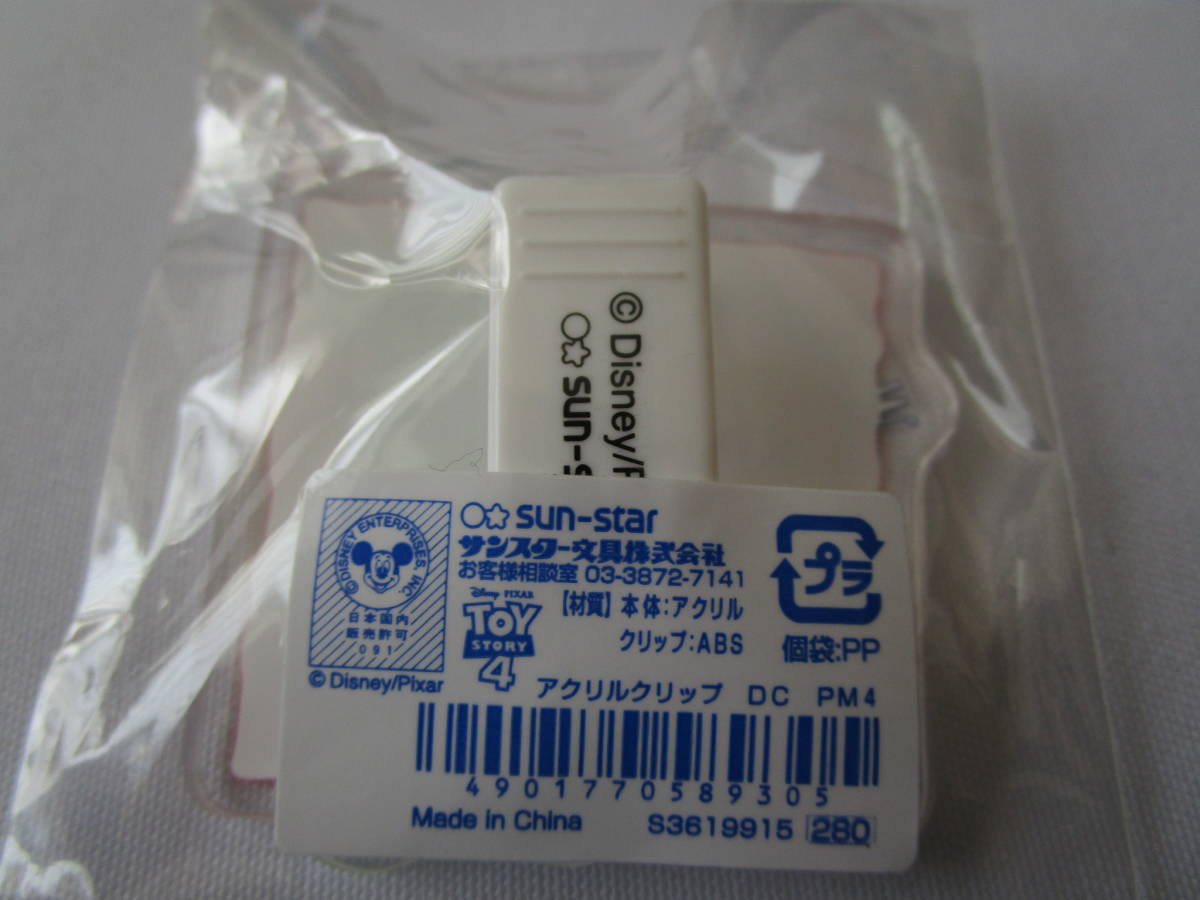 © Disney/P
sun-s
© DISNEY ENTERPRISES, INC.
日本国内
販売許可
091
© Disney/Pixar
sun-star
サンスター文具株式会社
お客様相談室 03-3872-7141
Disney PIXAR
TOY
STORY
4
【材質】本体:アクリル
クリップ:ABS
プラ
個袋:PP
アクリルクリップ DC PM4
4901770589305
Made in China S3619915 280